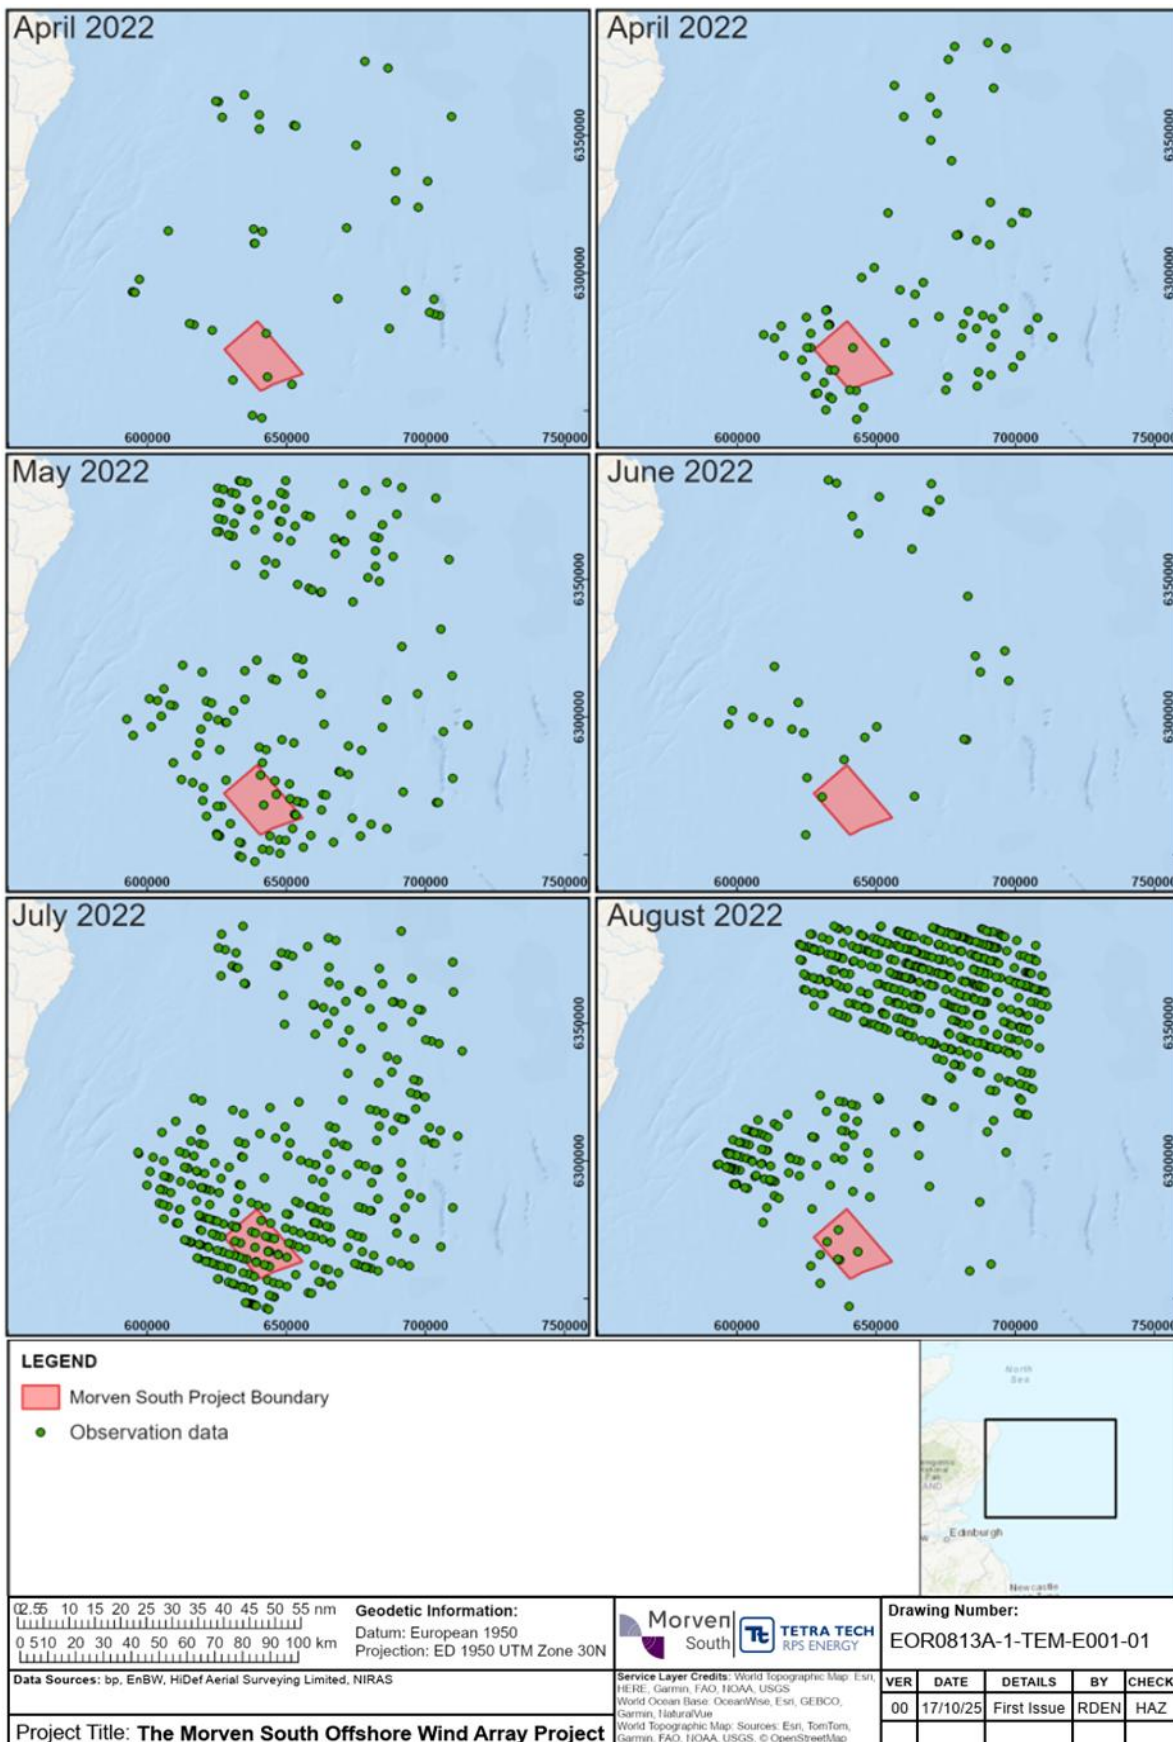 April 2022
6350000
6300000
600000 650000 700000 750000
April 2022
6350000
6300000
600000 650000 700000 750000
May 2022
6350000
6300000
600000 650000 700000 750000
June 2022
6350000
6300000
600000 650000 700000 750000
July 2022
6350000
6300000
600000 650000 700000 750000
August 2022
6350000
6300000
600000 650000 700000 750000
LEGEND
Morven South Project Boundary
Observation data
North
Sea
Edinburgh
Newcastle
0 2.5 5 10 15 20 25 30 35 40 45 50 55 nm
0 5 10 20 30 40 50 60 70 80 90 100 km
Geodetic Information:
Datum: European 1950
Projection: ED 1950 UTM Zone 30N
Data Sources: bp, EnBW, HiDef Aerial Surveying Limited, NIRAS
Project Title: The Morven South Offshore Wind Array Project
Morven
South
Tt TETRA TECH
RPS ENERGY
Service Layer Credits: World Topographic Map: Esri,
HERE, Garmin, FAO, NOAA, USGS
World Ocean Base: OceanWise, Esri, GEBCO,
Garmin, NaturalVue
World Topographic Map: Sources: Esri, TomTom,
Garmin, FAO, NOAA, USGS, © OpenStreetMap
Drawing Number:
EOR0813A-1-TEM-E001-01
VER DATE DETAILS BY CHECK
00 17/10/25 First Issue RDEN HAZ